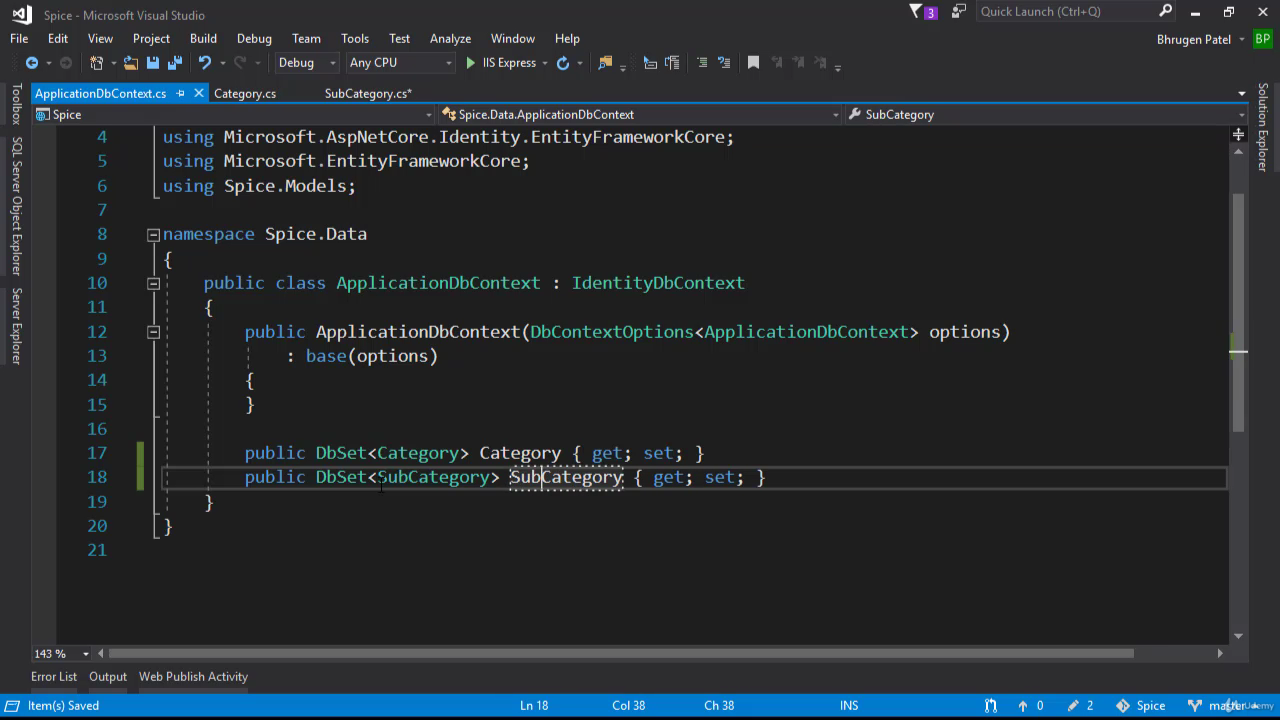 Spice - Microsoft Visual Studio
3
Quick Launch (Ctrl+Q)
File Edit View Project Build Debug Team Tools Test Analyze Window Help
Bhrugen Patel
BP
Debug Any CPU IIS Express
ApplicationDbContext.cs Category.cs SubCategory.cs*
Spice Spice.Data.ApplicationDbContext SubCategory
Toolbox
SQL Server Object Explorer
Server Explorer
Solution Explorer
4 using Microsoft.AspNetCore.Identity.EntityFrameworkCore;
5 using Microsoft.EntityFrameworkCore;
6 using Spice.Models;
7
8 namespace Spice.Data
9 {
10 public class ApplicationDbContext : IdentityDbContext
11 {
12 public ApplicationDbContext(DbContextOptions<ApplicationDbContext> options)
13 : base(options)
14 {
15 }
16
17 public DbSet<Category> Category { get; set; }
18 public DbSet<SubCategory> SubCategory { get; set; }
19 }
20 }
21
143 %
Error List Output Web Publish Activity
Item(s) Saved Ln 18 Col 38 Ch 38 INS 0 2 Spice master
Udemy